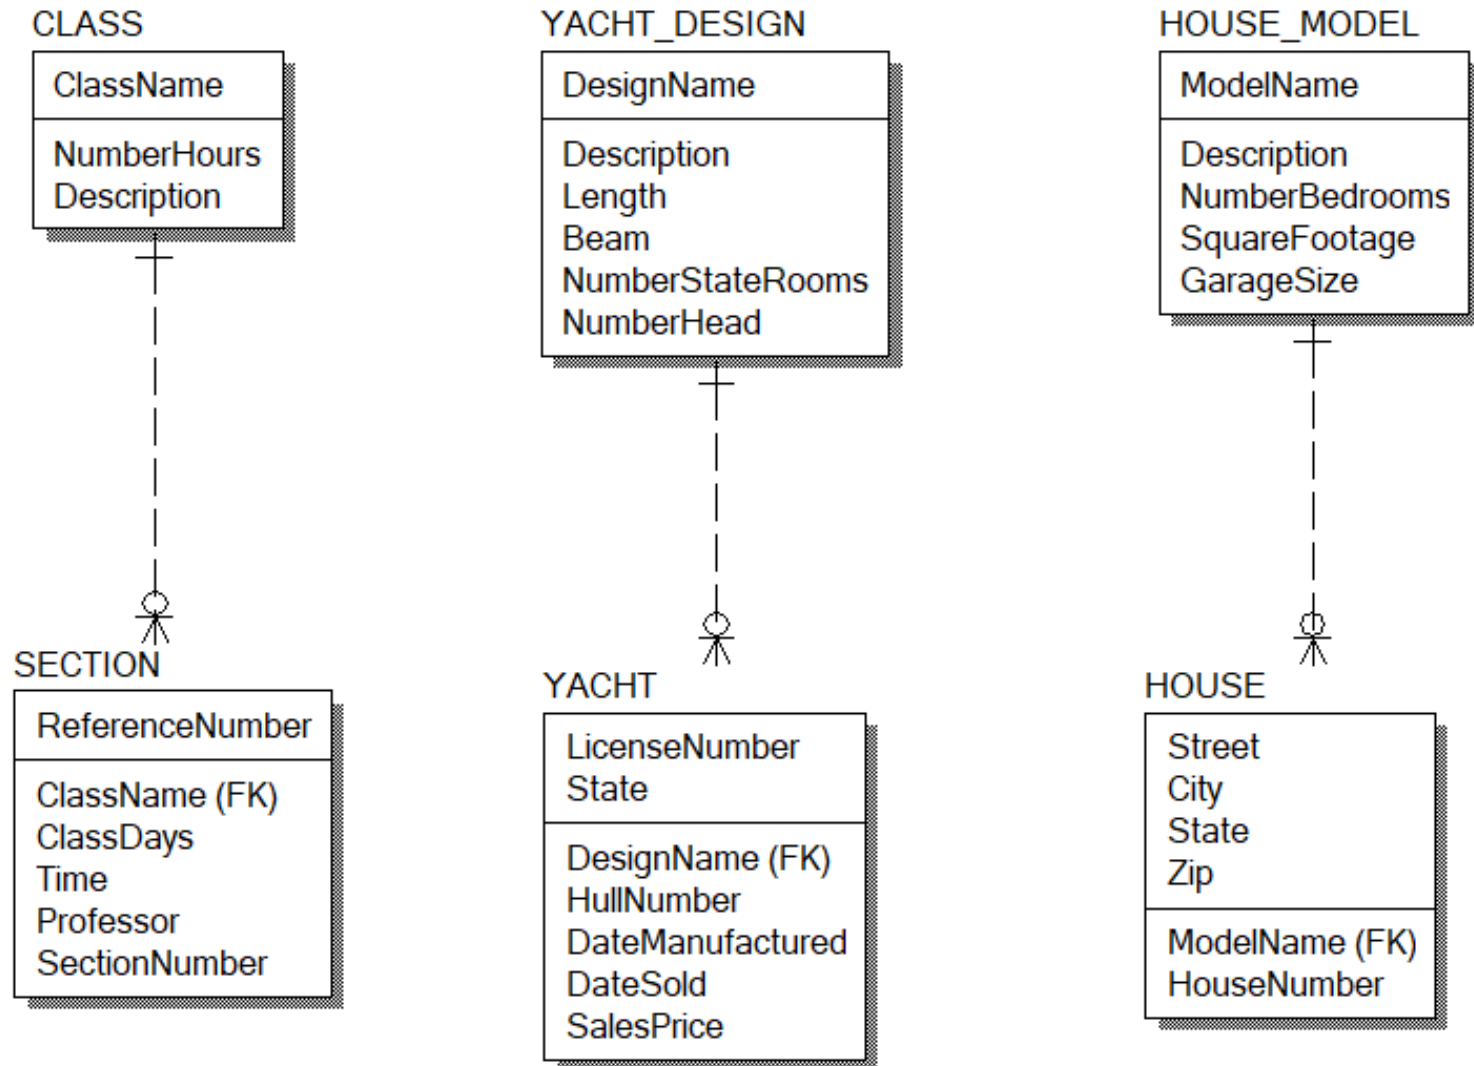 CLASS
ClassName
NumberHours
Description
SECTION
ReferenceNumber
ClassName (FK)
ClassDays
Time
Professor
SectionNumber
YACHT_DESIGN
DesignName
Description
Length
Beam
NumberStateRooms
NumberHead
YACHT
LicenseNumber
State
DesignName (FK)
HullNumber
DateManufactured
DateSold
SalesPrice
HOUSE_MODEL
ModelName
Description
NumberBedrooms
SquareFootage
GarageSize
HOUSE
Street
City
State
Zip
ModelName (FK)
HouseNumber